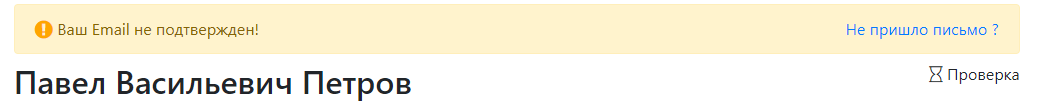 Ваш Email не подтвержден!
Не пришло письмо ?
Павел Васильевич Петров
Проверка